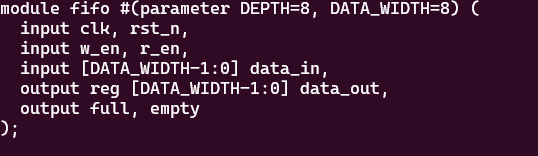 module fifo #(parameter DEPTH=8, DATA_WIDTH=8) (
  input clk, rst_n,
  input w_en, r_en,
  input [DATA_WIDTH-1:0] data_in,
  output reg [DATA_WIDTH-1:0] data_out,
  output full, empty
);